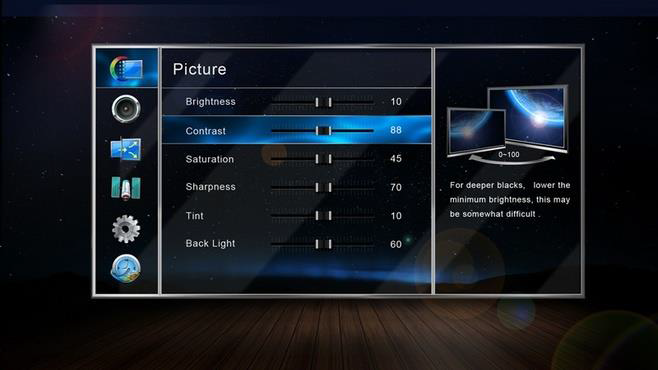 Picture
Brightness 10
Contrast 88
Saturation 45
Sharpness 70
Tint 10
Back Light 60
0~100
For deeper blacks, lower the
minimum brightness, this may
be somewhat difficult .